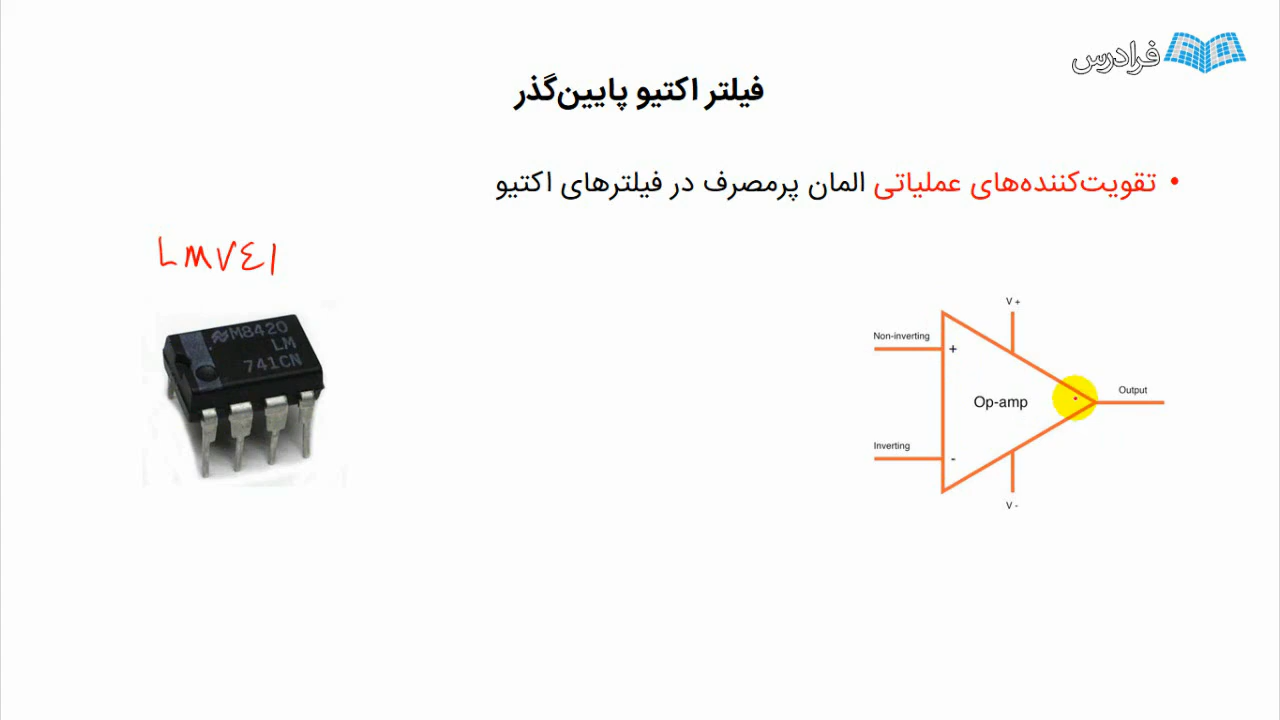 فرادرس
فیلتر اکتیو پایین‌گذر
• تقویت‌کننده‌های عملیاتی المان پرمصرف در فیلترهای اکتیو
LM٧٤١
M8420
LM
741CN
V +
Non-inverting
+
Output
Op-amp
Inverting
-
V -